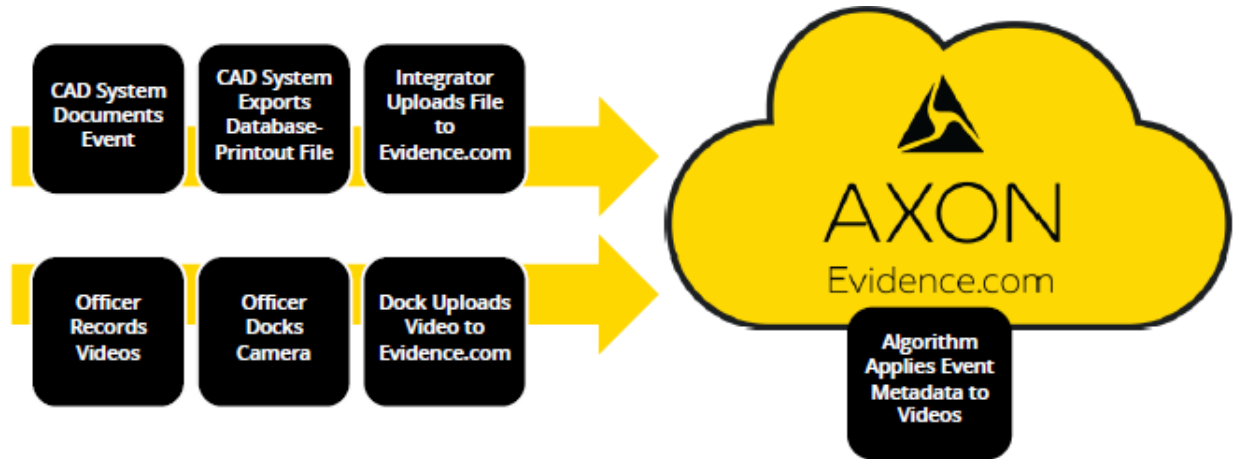 CAD System
Documents
Event
CAD System
Exports
Database-
Printout File
Integrator
Uploads File
to
Evidence.com
Officer
Records
Videos
Officer
Docks
Camera
Dock Uploads
Video to
Evidence.com
AXON
Evidence.com
Algorithm
Applies Event
Metadata to
Videos